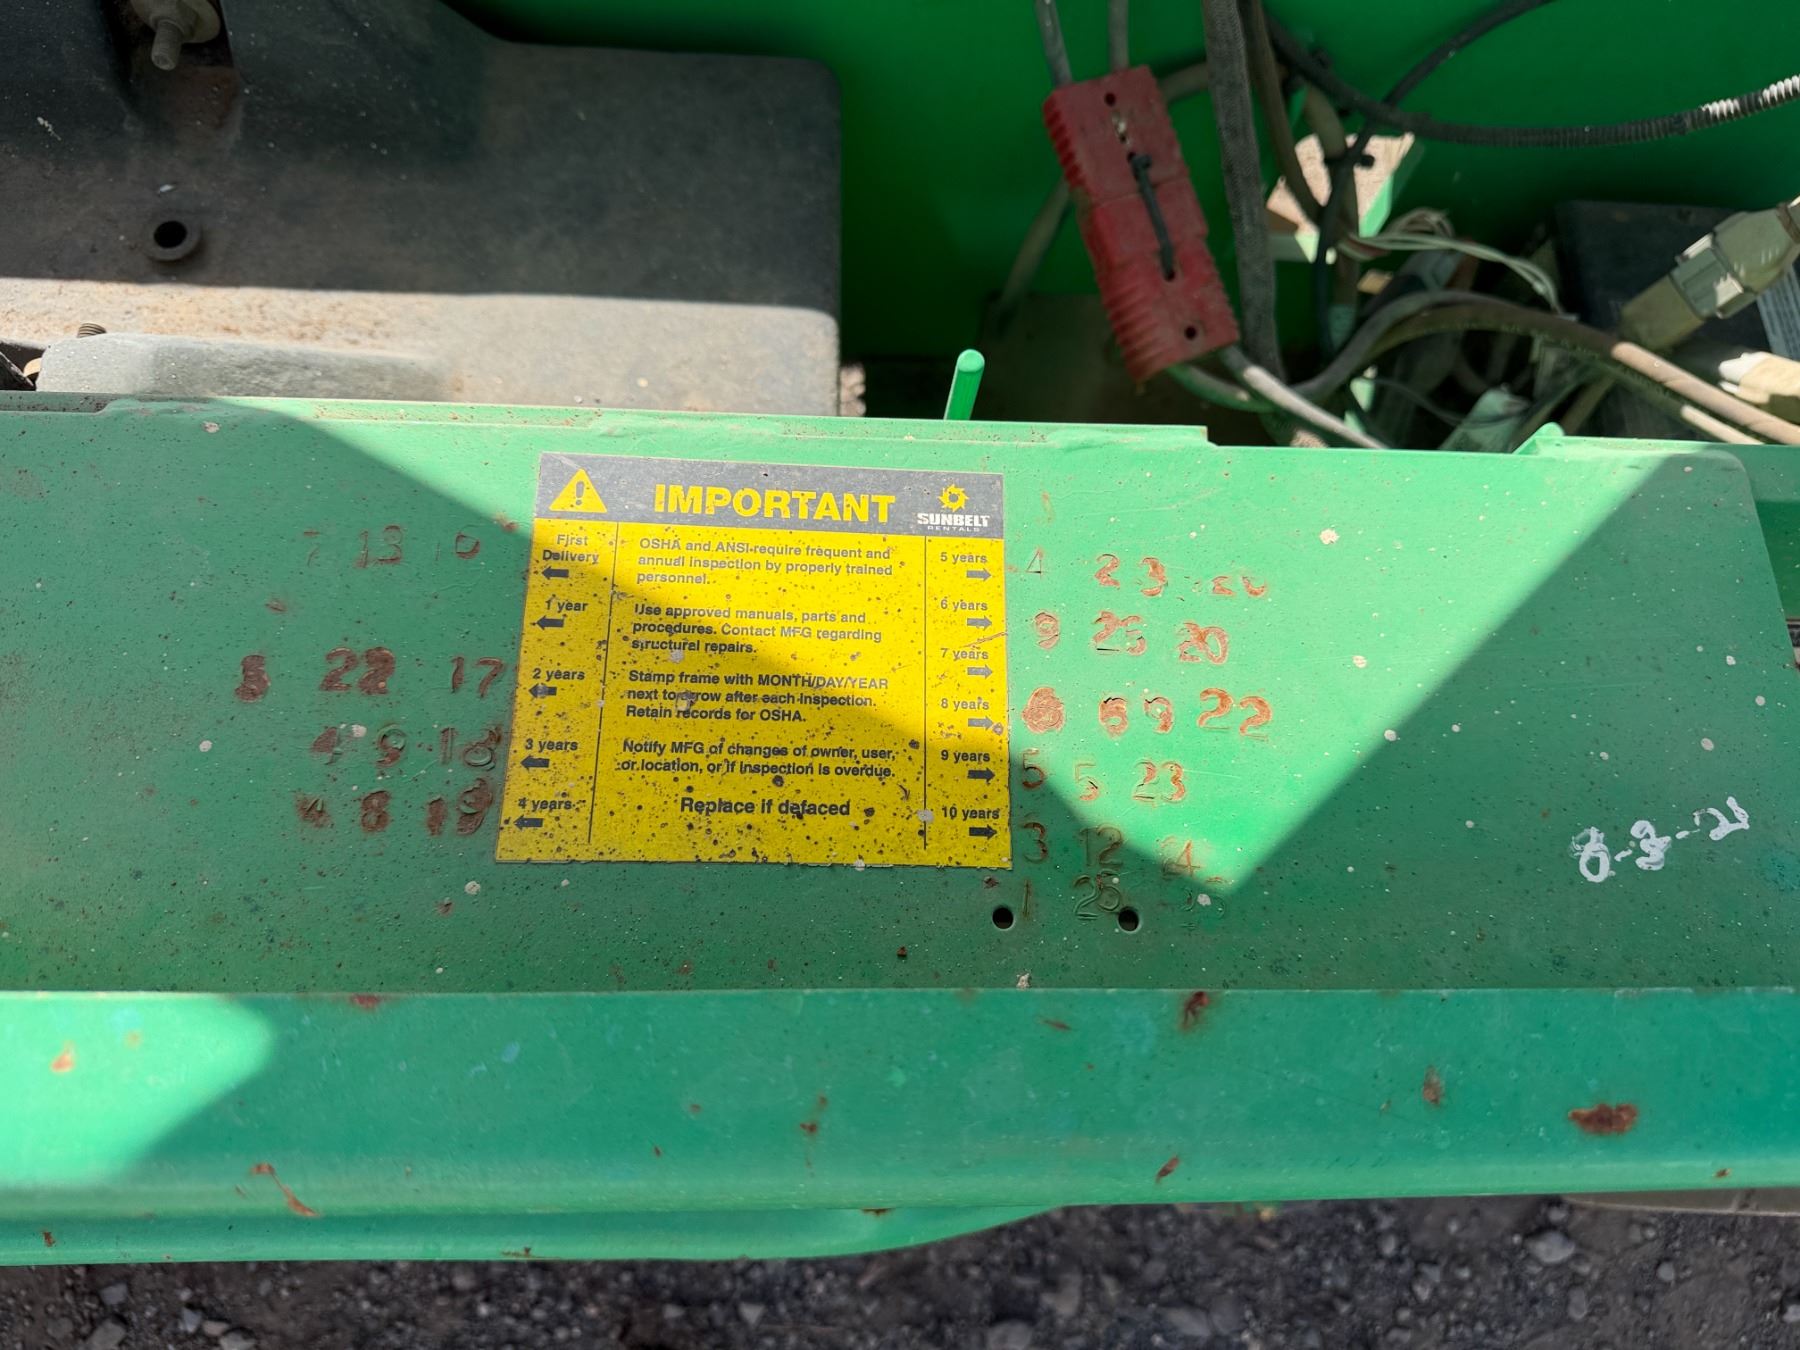 IMPORTANT
SUNBELT
RENTALS
First
Delivery
1 year
2 years
3 years
4 years
OSHA and ANSI require frequent and
annual inspection by properly trained
personnel.
Use approved manuals, parts and
procedures. Contact MFG regarding
structural repairs.
Stamp frame with MONTH/DAY/YEAR
next to arrow after each inspection.
Retain records for OSHA.
Notify MFG of changes of owner, user,
or location, or if inspection is overdue.
Replace if defaced
5 years
6 years
7 years
8 years
9 years
10 years
7 13
22 17
4 9 18
4 8 19
4 23 20
9 25 20
22
5 5 23
3 12 24
1 25